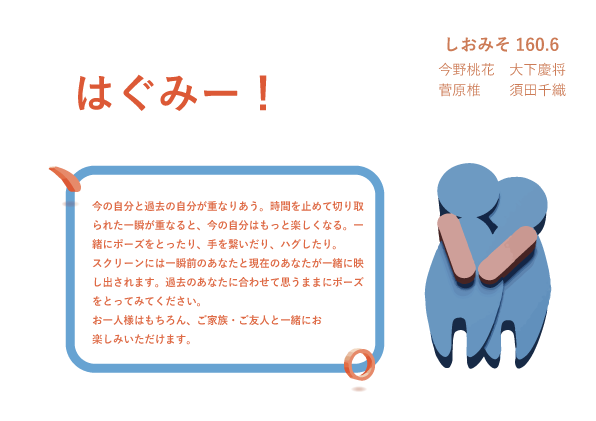 はぐみー！
しおみそ 160.6
今野桃花　大下慶将
菅原椎　　須田千織
今の自分と過去の自分が重なりあう。時間を止めて切り取
られた一瞬が重なると、今の自分はもっと楽しくなる。一
緒にポーズをとったり、手を繋いだり、ハグしたり。
スクリーンには一瞬前のあなたと現在のあなたが一緒に映
し出されます。過去のあなたに合わせて思うままにポーズ
をとってみてください。
お一人様はもちろん、ご家族・ご友人と一緒にお
楽しみいただけます。